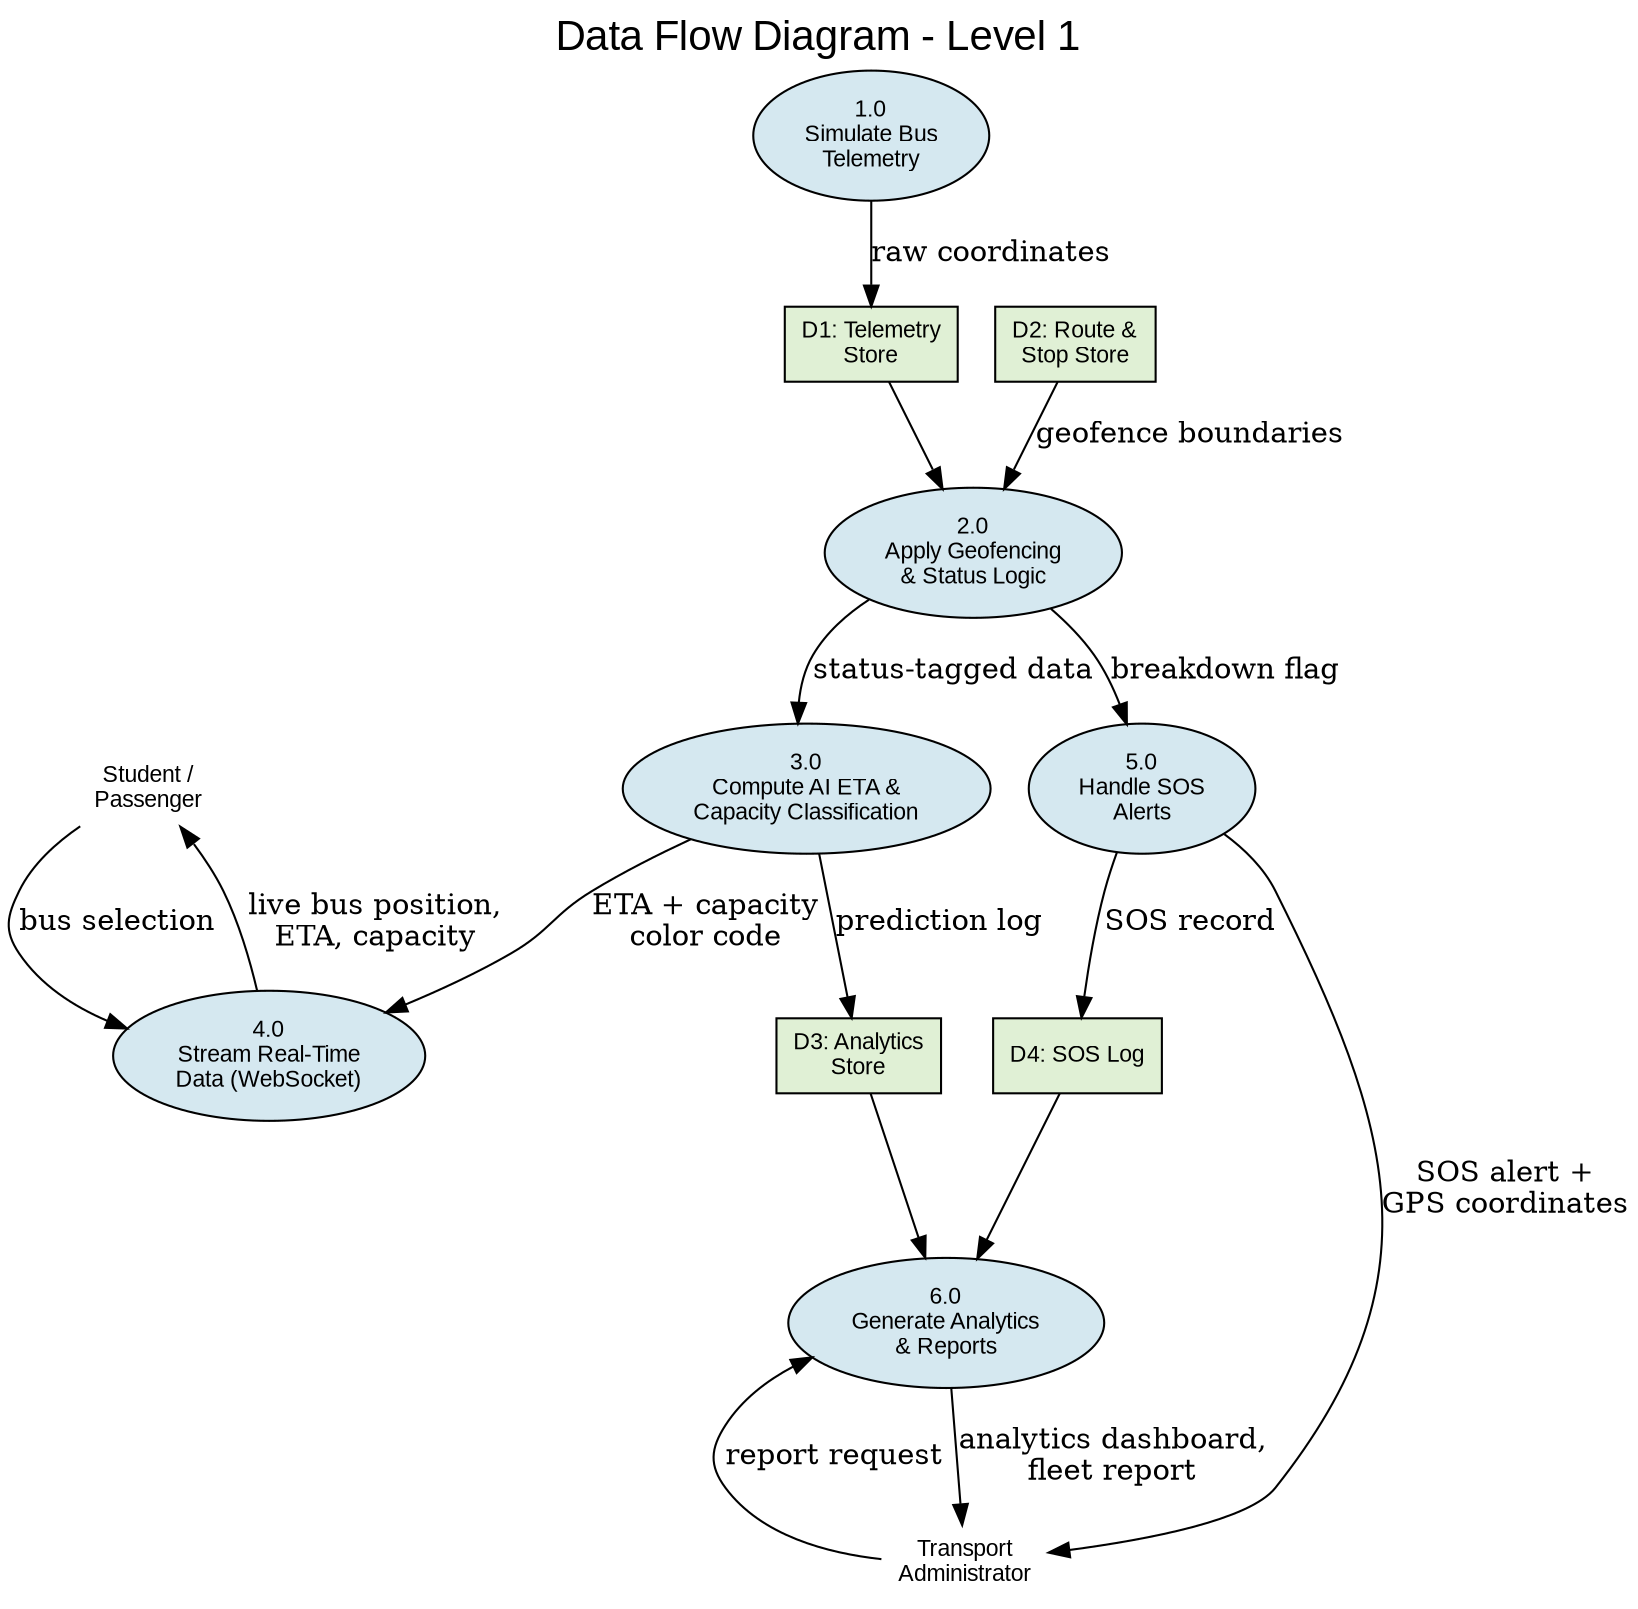 Data Flow Diagram - Level 1
1.0
Simulate Bus
Telemetry
raw coordinates
D1: Telemetry
Store
D2: Route &
Stop Store
geofence boundaries
2.0
Apply Geofencing
& Status Logic
status-tagged data
breakdown flag
Student /
Passenger
3.0
Compute AI ETA &
Capacity Classification
5.0
Handle SOS
Alerts
bus selection
live bus position,
ETA, capacity
ETA + capacity
color code
prediction log
SOS record
4.0
Stream Real-Time
Data (WebSocket)
D3: Analytics
Store
D4: SOS Log
SOS alert +
GPS coordinates
6.0
Generate Analytics
& Reports
report request
analytics dashboard,
fleet report
Transport
Administrator